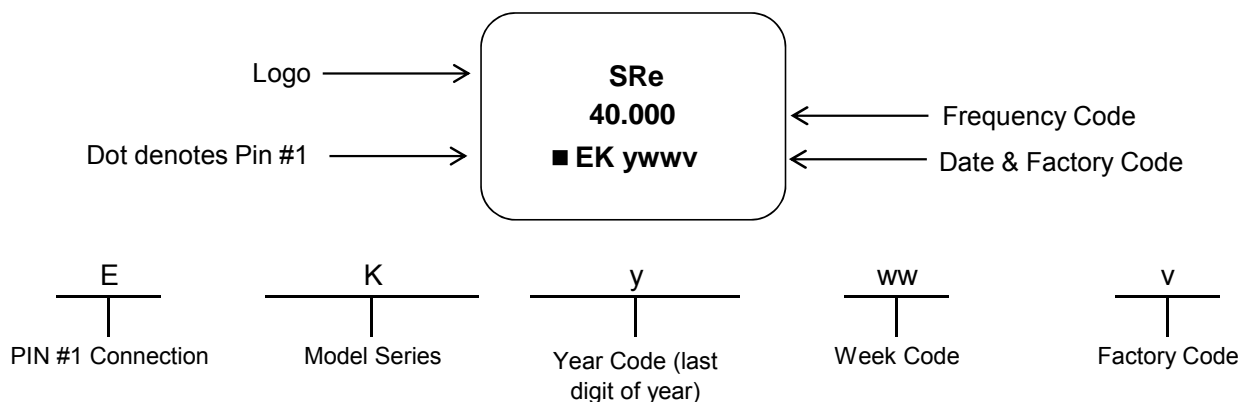 Logo
SRe
40.000
Frequency Code
Dot denotes Pin #1
■ EK ywwv
Date & Factory Code
E K y ww v
PIN #1 Connection
Model Series
Year Code (last
digit of year)
Week Code
Factory Code